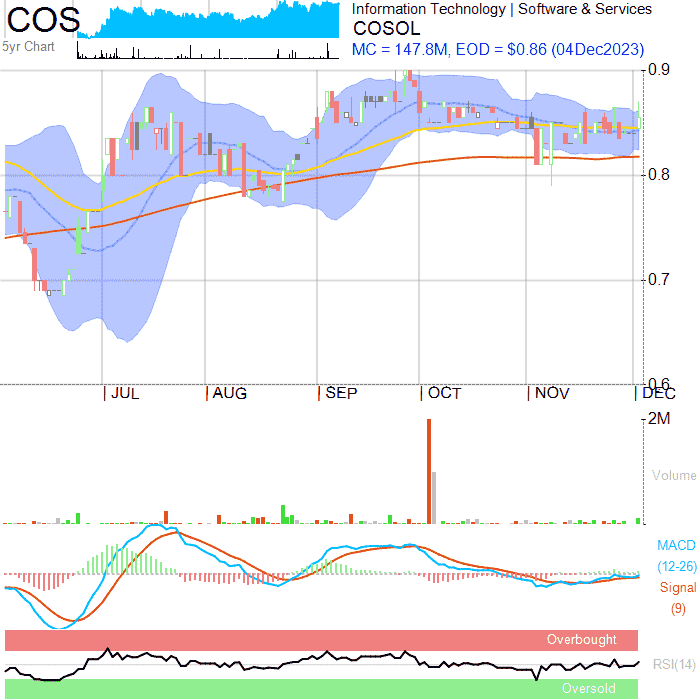 COS
5yr Chart
Information Technology | Software & Services
COSOL
MC = 147.8M, EOD = $0.86 (04Dec2023)
0.9
0.8
0.7
0.6
JUL AUG SEP OCT NOV DEC
2M
Volume
MACD
(12-26)
Signal
(9)
Overbought
RSI(14)
Oversold